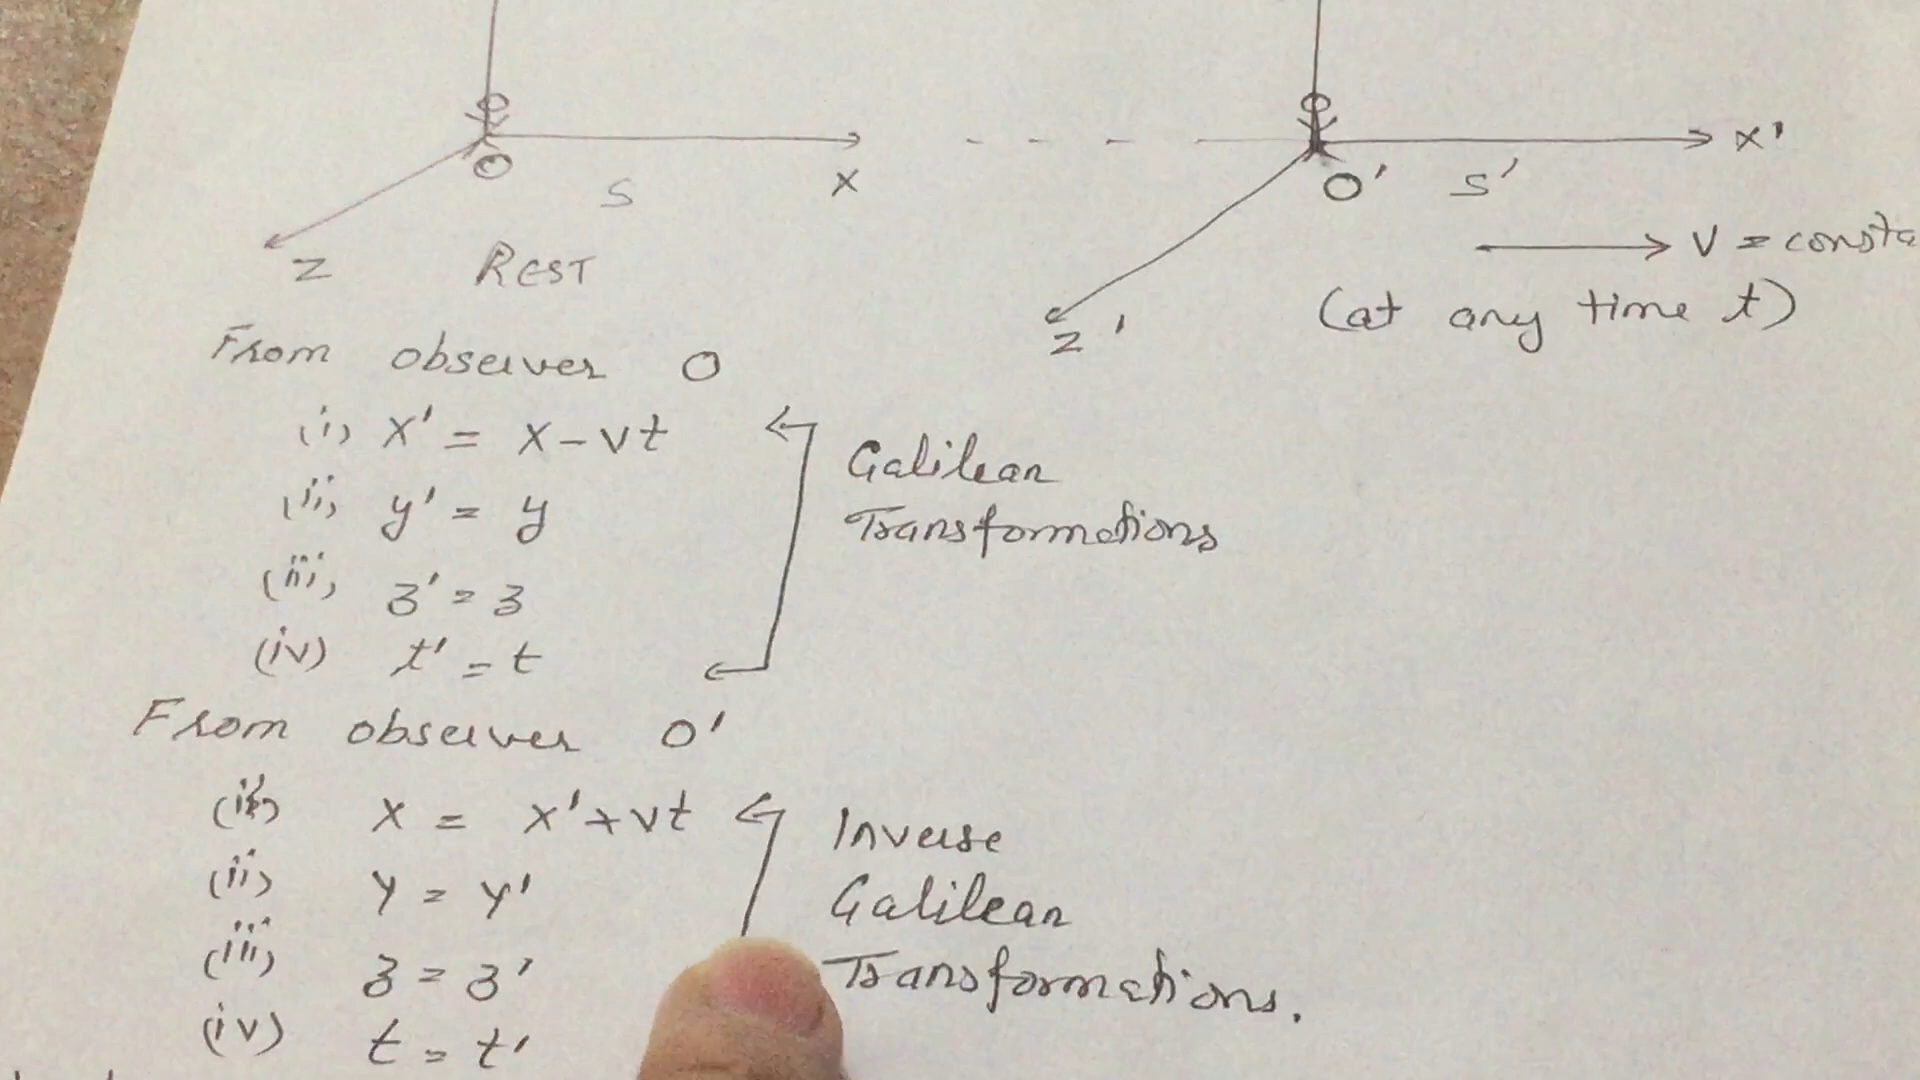 O
S
X
Z
REST
O' S'
X'
Z'
V = consta
(at any time t)
From observer O
(i) x' = x - vt
(ii) y' = y
(iii) z' = z
(iv) t' = t
Galilean
Transformations
From observer O'
x = x' + vt
(ii) y = y'
(iii) z = z'
(iv) t = t'
Inverse
Galilean
Transformations.